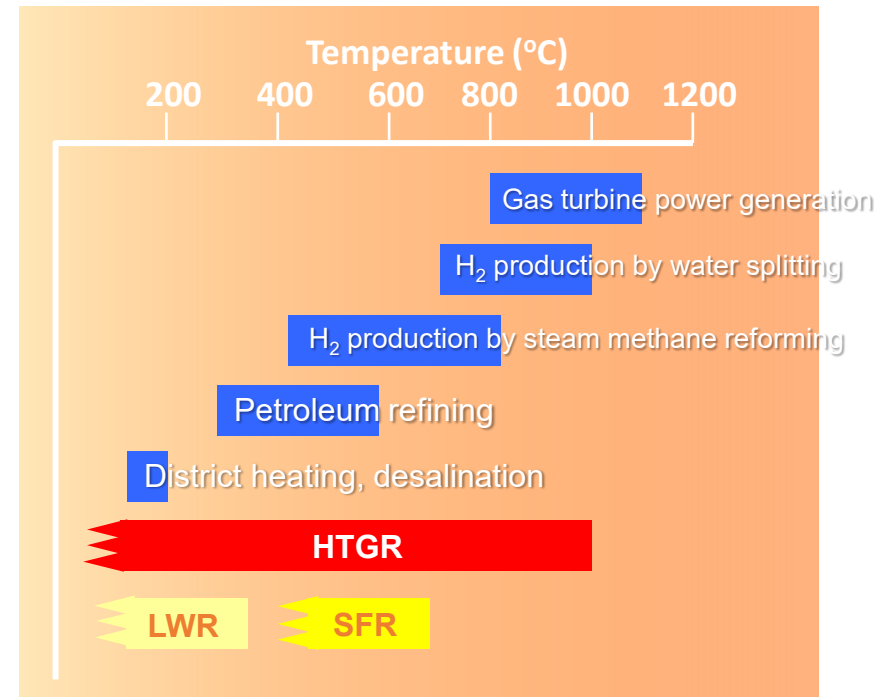 Temperature (°C)
200 400 600 800 1000 1200
Gas turbine power generation
H₂ production by water splitting
H₂ production by steam methane reforming
Petroleum refining
District heating, desalination
HTGR
LWR SFR